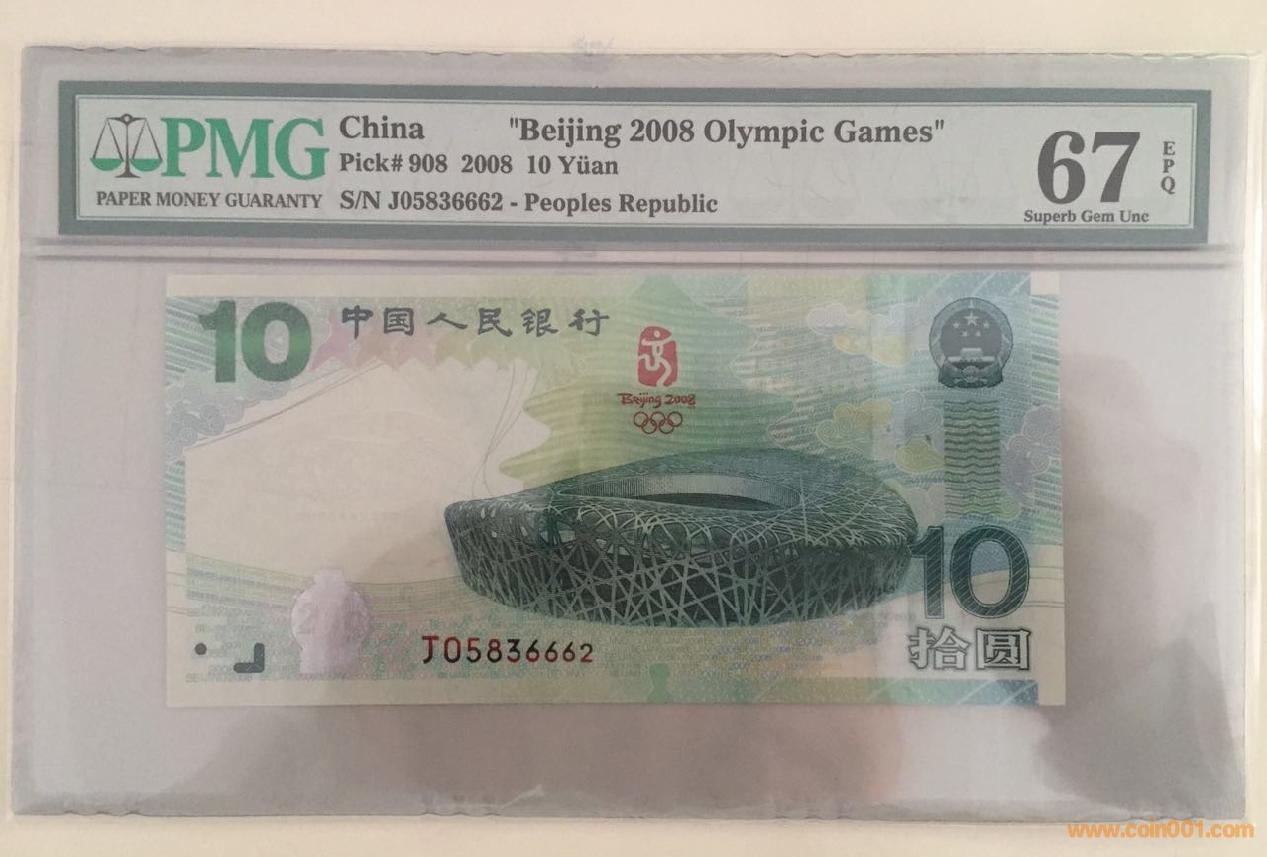 PMG
PAPER MONEY GUARANTY
China "Beijing 2008 Olympic Games"
Pick# 908 2008 10 Yüan
S/N J05836662 - Peoples Republic
67
EPQ
Superb Gem Unc
10
中国人民银行
Beijing 2008
10
拾圆
J05836662
www.coin001.com